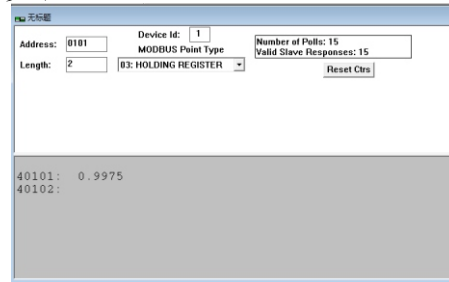 无标题
Device Id: 1
Address: 0101
MODBUS Point Type
Number of Polls: 15
Valid Slave Responses: 15
Length: 2
03: HOLDING REGISTER
Reset Ctrs
40101: 0.9975
40102: